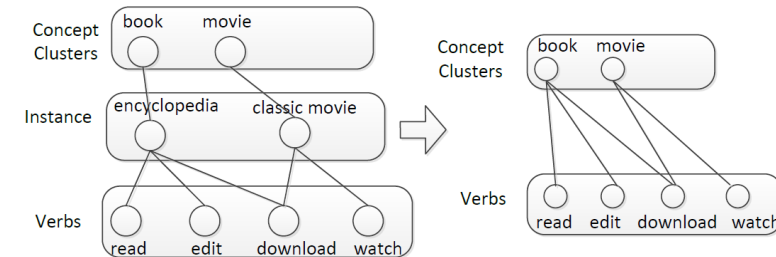 Concept
Clusters
book
movie
Instance
encyclopedia
classic movie
Verbs
read
edit
download
watch
Concept
Clusters
book
movie
Verbs
read
edit
download
watch